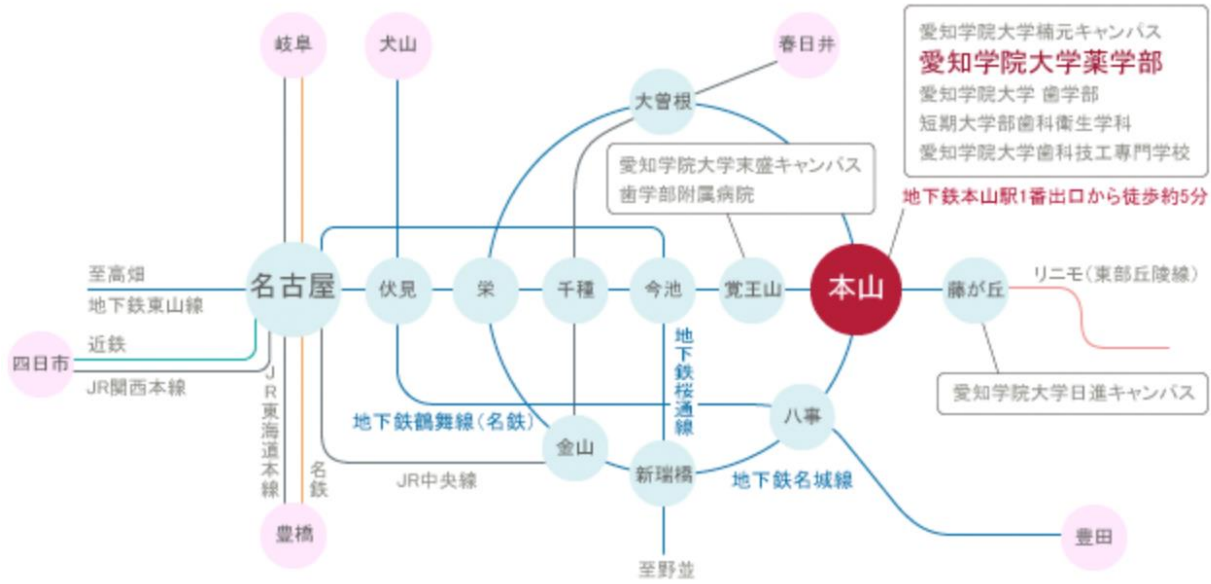 岐阜
犬山
春日井
大曽根
愛知学院大学楠元キャンパス
愛知学院大学薬学部
愛知学院大学 歯学部
短期大学部歯科衛生学科
愛知学院大学歯科技工専門学校
地下鉄本山駅1番出口から徒歩約5分
愛知学院大学末盛キャンパス
歯学部附属病院
至高畑
地下鉄東山線
名古屋
伏見
栄
千種
今池
覚王山
本山
藤が丘
リニモ(東部丘陵線)
四日市
近鉄
JR関西本線
JR東海道本線
名鉄
地下鉄鶴舞線(名鉄)
地下鉄桜通線
八事
愛知学院大学日進キャンパス
金山
新瑞橋
JR中央線
地下鉄名城線
豊橋
豊田
至野並